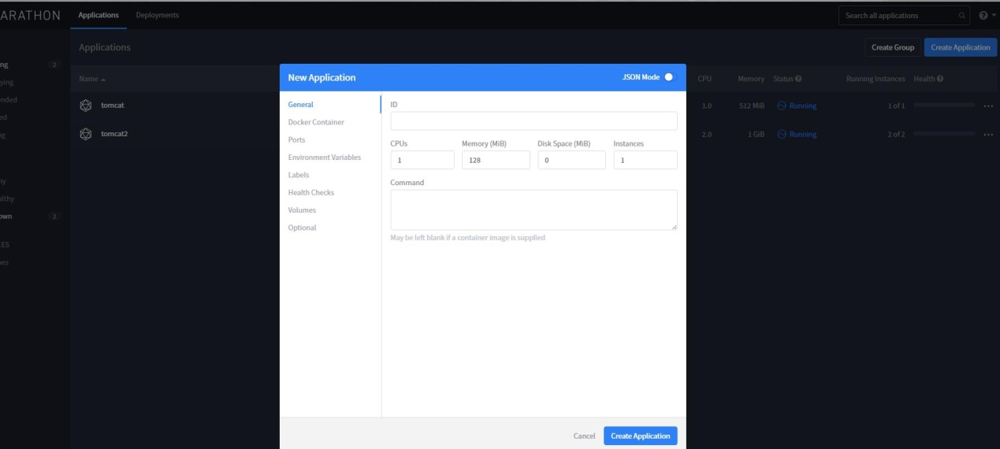 ARATHON Applications Deployments Search all applications
Applications Create Group Create Application
ng 2
ying
nded
ed
ng
ny
althy
own 2
CES
mes
Name CPU Memory Status Running Instances Health
tomcat 1.0 512 MiB Running 1 of 1
tomcat2 2.0 1 GiB Running 2 of 2
New Application JSON Mode
General
Docker Container
Ports
Environment Variables
Labels
Health Checks
Volumes
Optional
ID
CPUs Memory (MiB) Disk Space (MiB) Instances
1 128 0 1
Command
May be left blank if a container image is supplied
Cancel Create Application